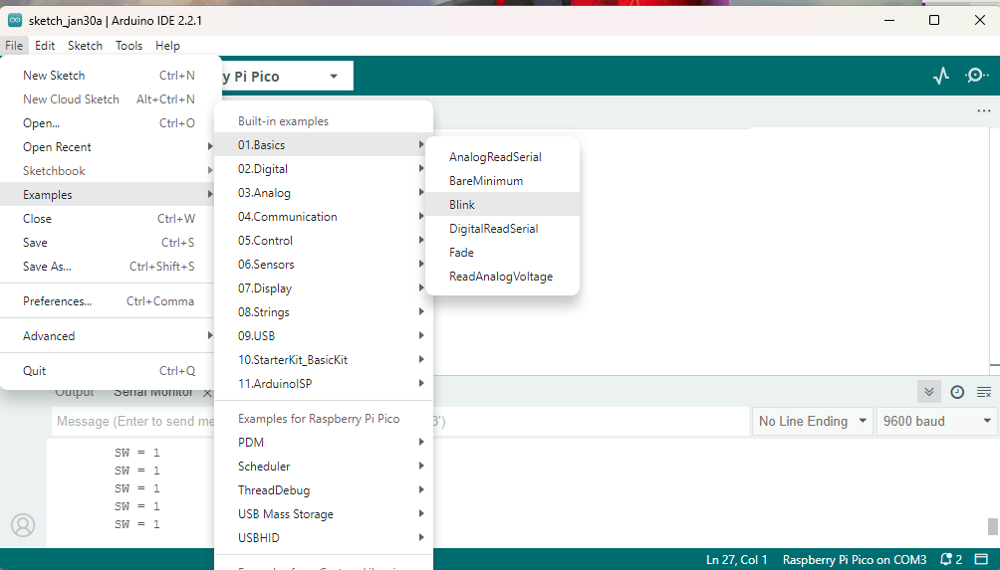 sketch_jan30a | Arduino IDE 2.2.1
File Edit Sketch Tools Help
y Pi Pico
New Sketch Ctrl+N
New Cloud Sketch Alt+Ctrl+N
Open... Ctrl+O
Open Recent
Sketchbook
Examples
Close Ctrl+W
Save Ctrl+S
Save As... Ctrl+Shift+S
Preferences... Ctrl+Comma
Advanced
Quit Ctrl+Q
Built-in examples
01.Basics
02.Digital
03.Analog
04.Communication
05.Control
06.Sensors
07.Display
08.Strings
09.USB
10.StarterKit_BasicKit
11.ArduinoISP
Examples for Raspberry Pi Pico
PDM
Scheduler
ThreadDebug
USB Mass Storage
USBHID
AnalogReadSerial
BareMinimum
Blink
DigitalReadSerial
Fade
ReadAnalogVoltage
Output Serial Monitor
Message (Enter to send me 3')
No Line Ending 9600 baud
SW = 1
SW = 1
SW = 1
SW = 1
SW = 1
Ln 27, Col 1 Raspberry Pi Pico on COM3 2